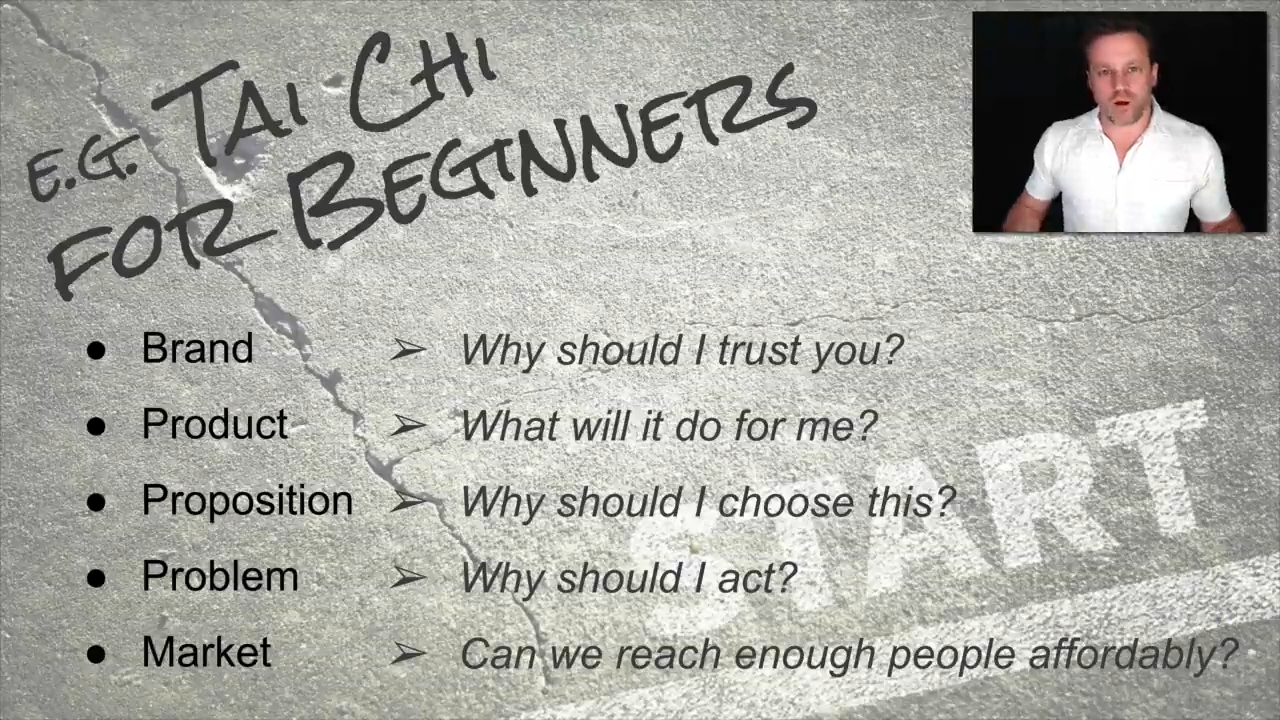 E.G. TAI CHI
FOR BEGINNERS
● Brand ➢ Why should I trust you?
● Product ➢ What will it do for me?
● Proposition ➢ Why should I choose this?
● Problem ➢ Why should I act?
● Market ➢ Can we reach enough people affordably?
START